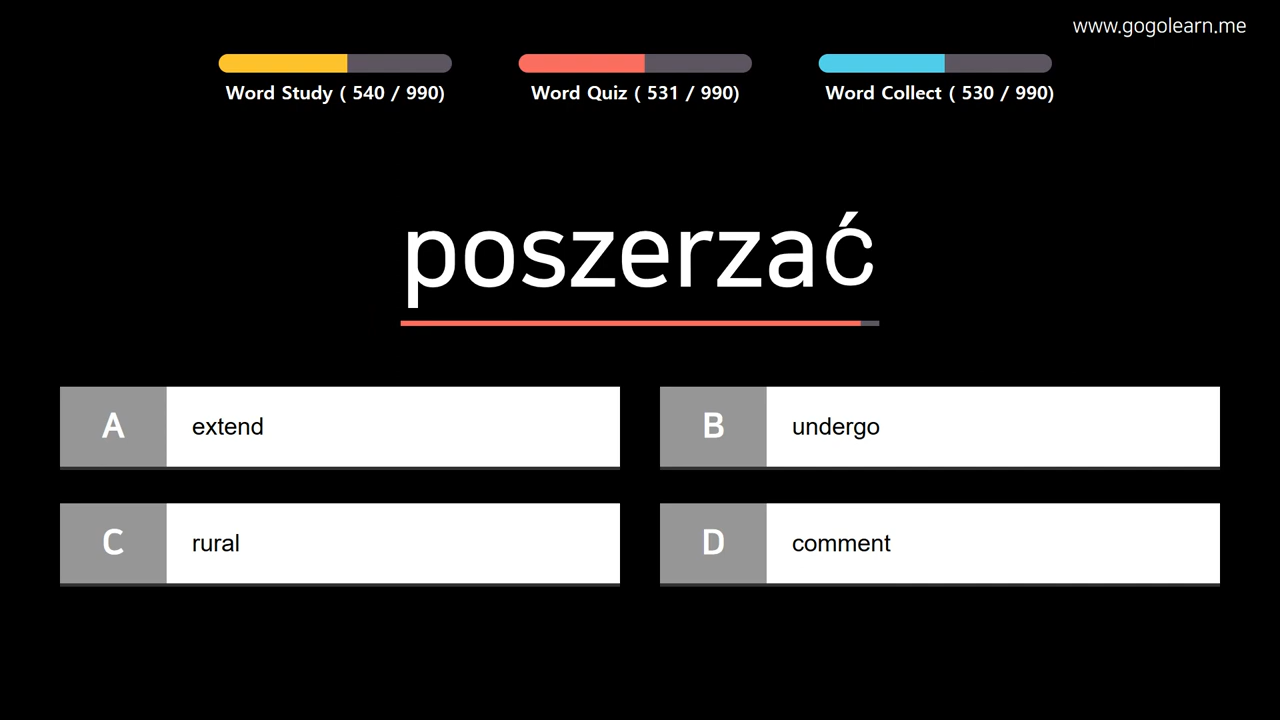 www.gogolearn.me
Word Study ( 540 / 990)
Word Quiz ( 531 / 990)
Word Collect ( 530 / 990)
poszerzać
A extend
B undergo
C rural
D comment